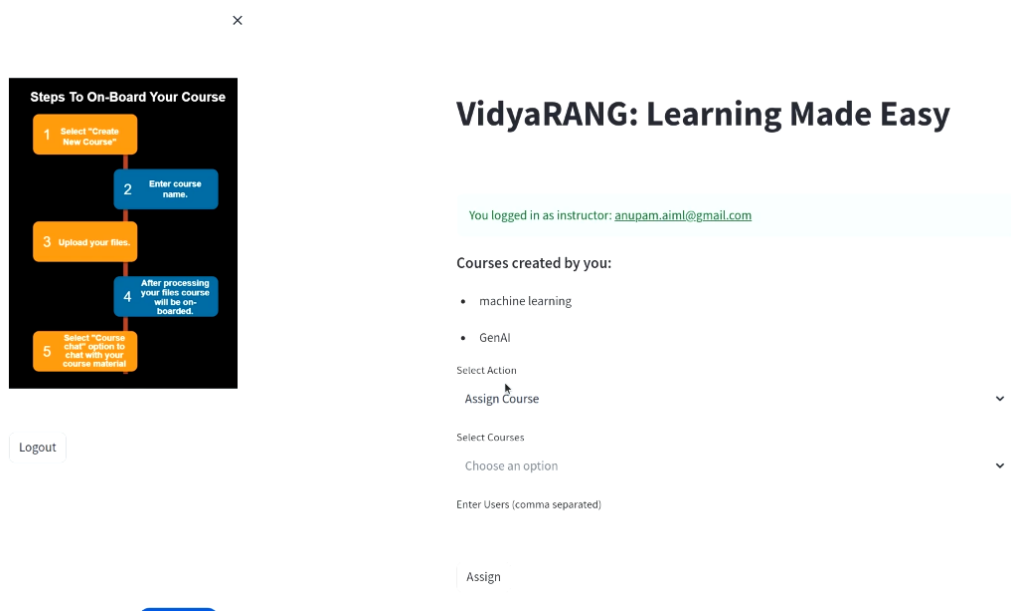 ×
Steps To On-Board Your Course
1 Select "Create
New Course"
2 Enter course
name.
3 Upload your files.
4 After processing
your files course
will be on-
boarded.
5 Select "Course
chat" option to
chat with your
course material
Logout
VidyaRANG: Learning Made Easy
You logged in as instructor: anupam.aiml@gmail.com
Courses created by you:
• machine learning
• GenAI
Select Action
Assign Course
Select Courses
Choose an option
Enter Users (comma separated)
Assign